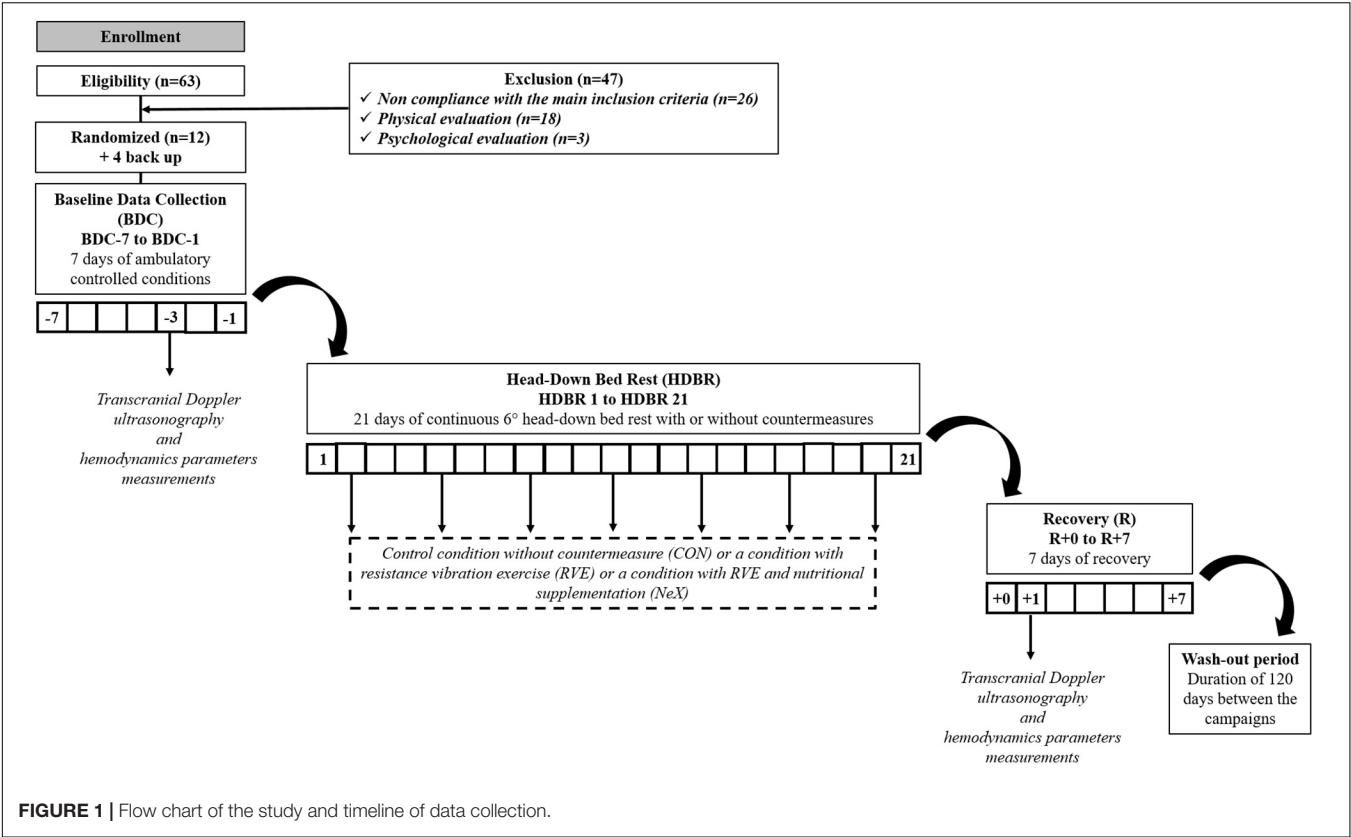 Enrollment
Eligibility (n=63)
Exclusion (n=47)
✓ Non compliance with the main inclusion criteria (n=26)
✓ Physical evaluation (n=18)
✓ Psychological evaluation (n=3)
Randomized (n=12)
+ 4 back up
Baseline Data Collection
(BDC)
BDC-7 to BDC-1
7 days of ambulatory
controlled conditions
-7 -3 -1
Transcranial Doppler
ultrasonography
and
hemodynamics parameters
measurements
Head-Down Bed Rest (HDBR)
HDBR 1 to HDBR 21
21 days of continuous 6° head-down bed rest with or without countermeasures
1 21
Control condition without countermeasure (CON) or a condition with
resistance vibration exercise (RVE) or a condition with RVE and nutritional
supplementation (NeX)
Recovery (R)
R+0 to R+7
7 days of recovery
+0 +1 +7
Transcranial Doppler
ultrasonography
and
hemodynamics parameters
measurements
Wash-out period
Duration of 120
days between the
campaigns
FIGURE 1 | Flow chart of the study and timeline of data collection.